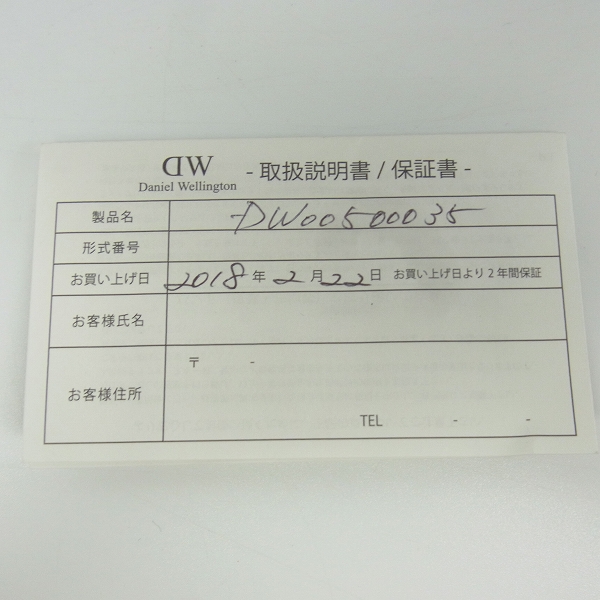 DW
Daniel Wellington
- 取扱説明書 / 保証書 -
製品名 DW00500035
形式番号
お買い上げ日 2018 年 2 月 22 日 お買い上げ日より 2 年間保証
お客様氏名
〒 -
お客様住所
TEL - -